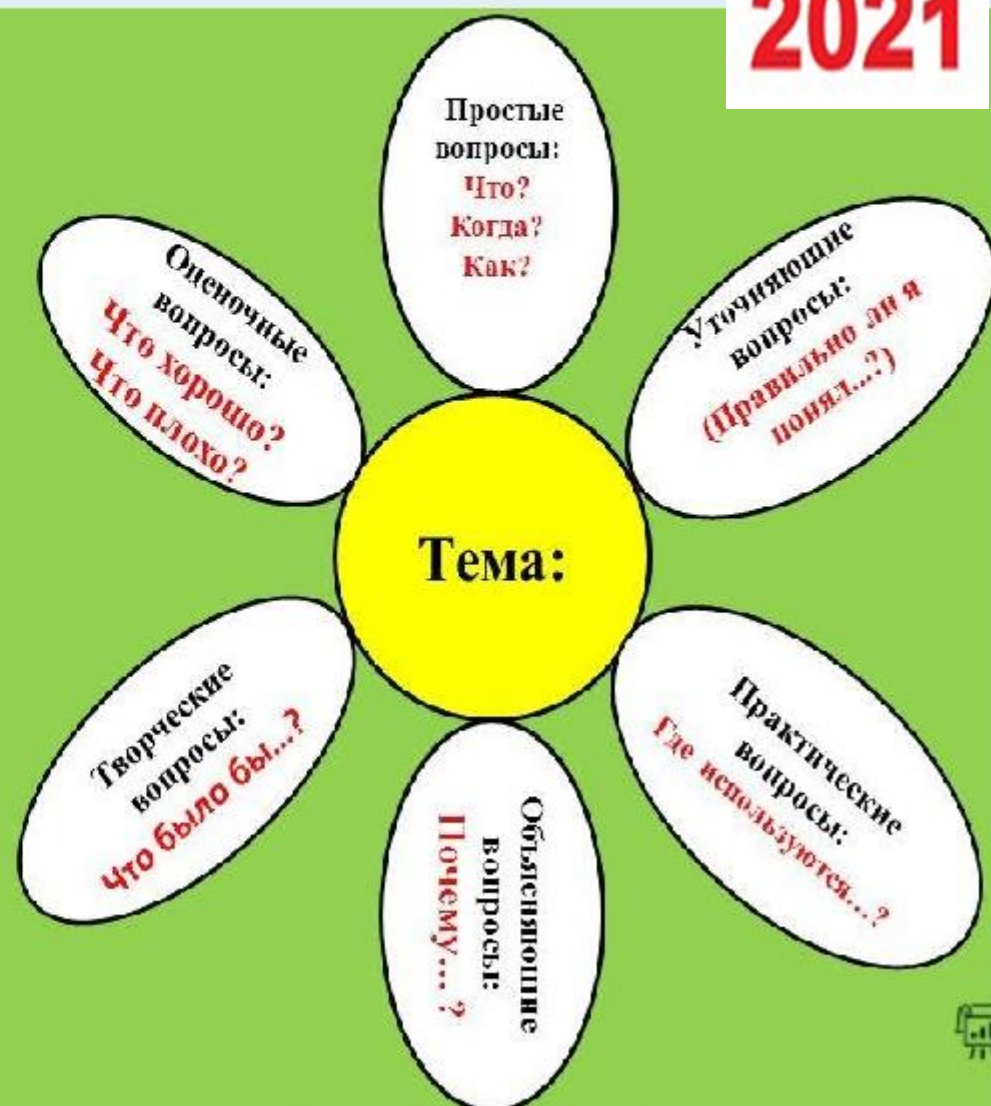 2021
Простые
вопросы:
Что?
Когда?
Как?
Уточняющие
вопросы:
(Правильно ли я
понял...?)
Практические
вопросы:
Где используются...?
Объясняющие
вопросы:
Почему... ?
Творческие
вопросы:
Что было бы...?
Оценочные
вопросы:
Что хорошо?
Что плохо?
Тема: